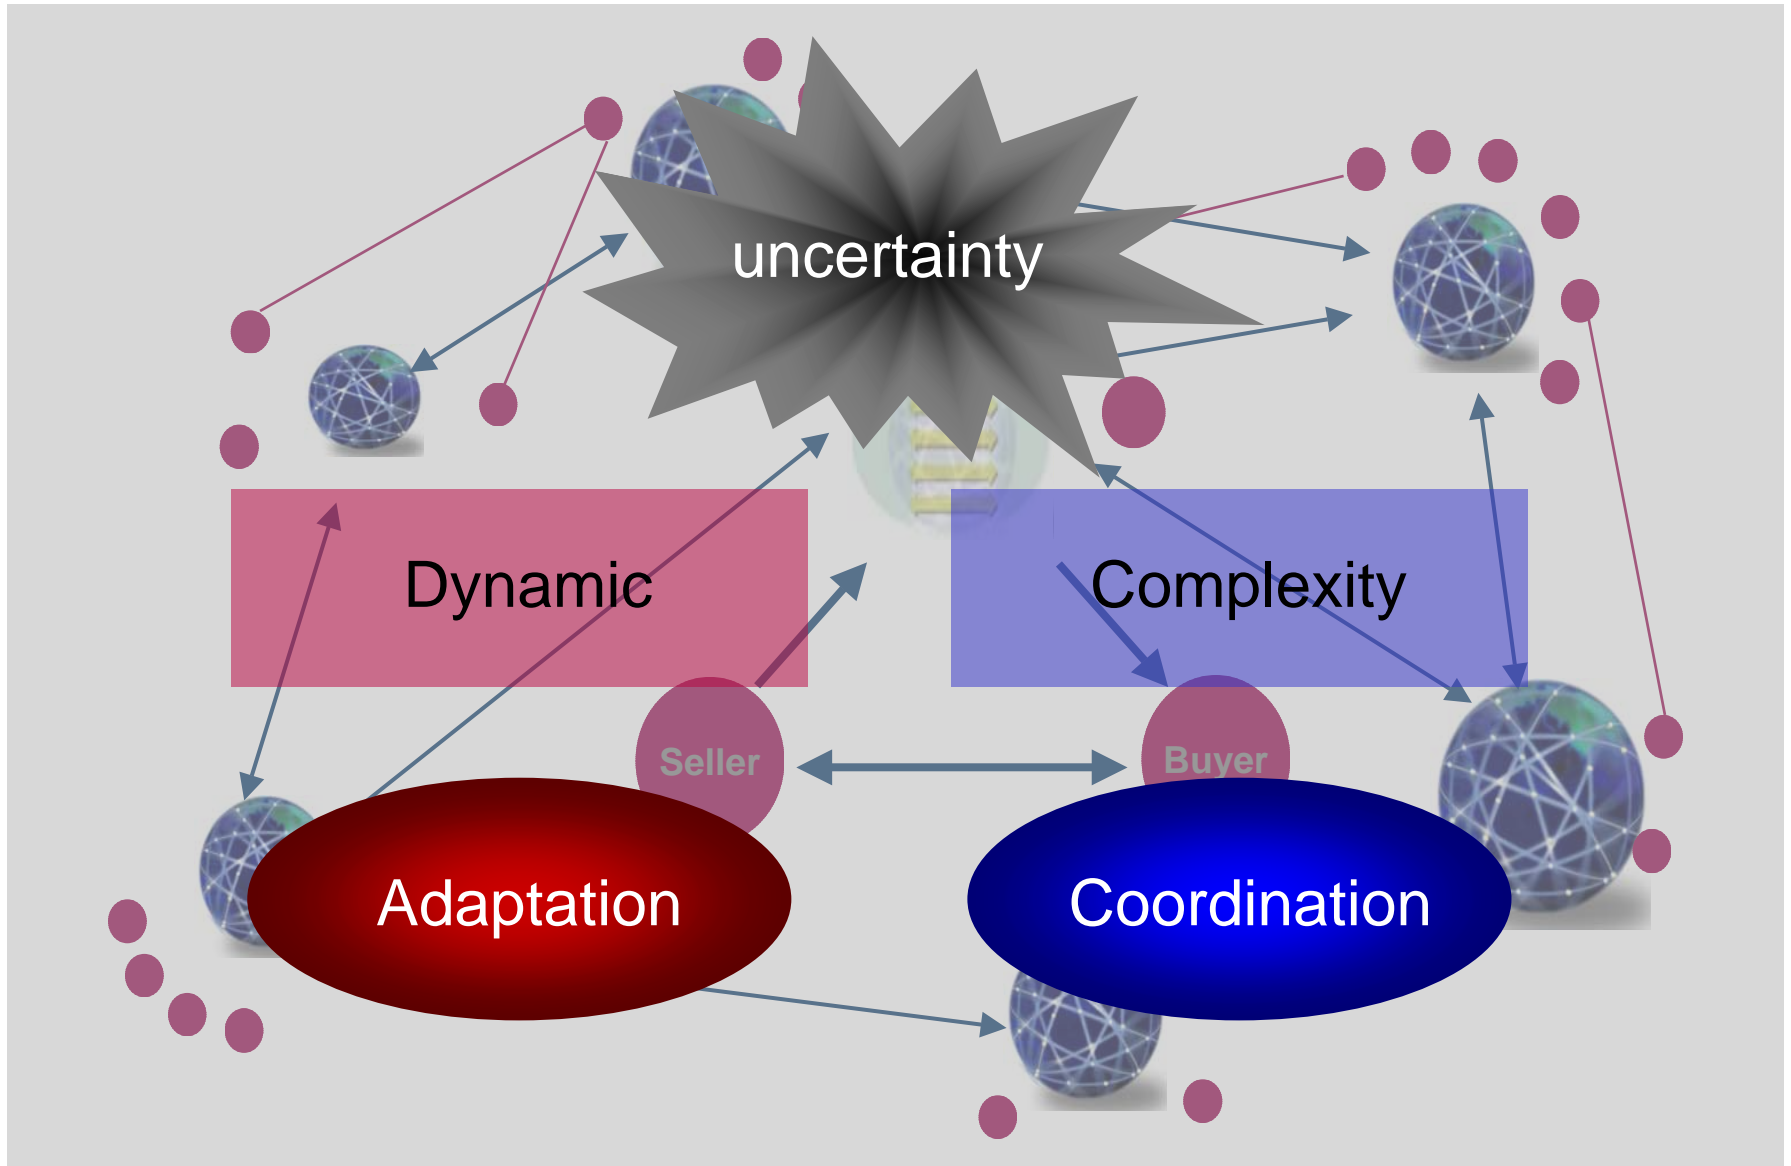 uncertainty
Dynamic
Complexity
Seller
Buyer
Adaptation
Coordination